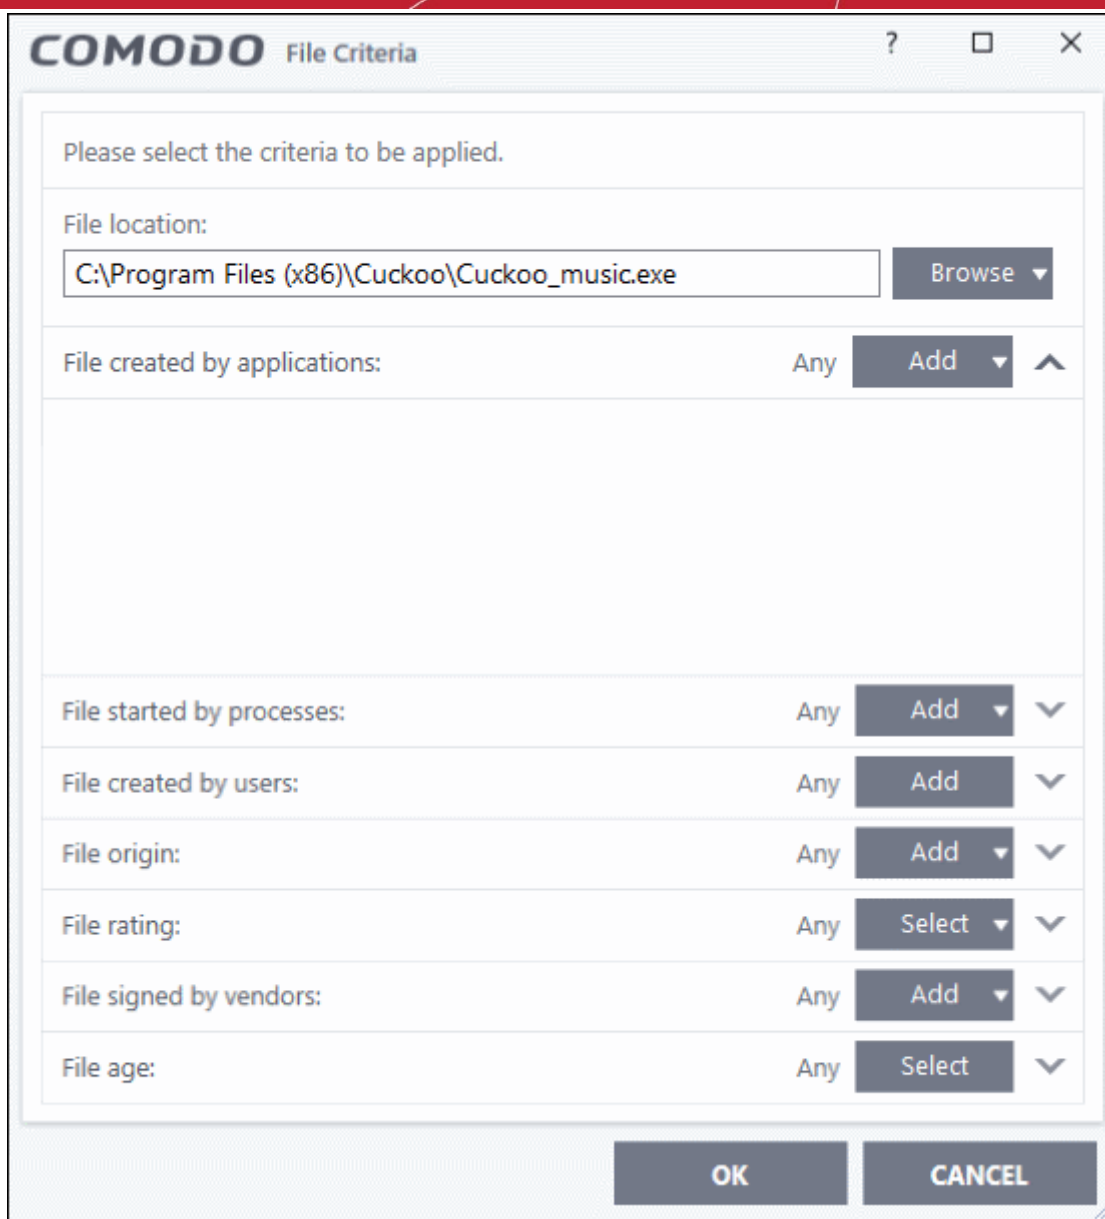 COMODO File Criteria ?
Please select the criteria to be applied.
File location:
C:\Program Files (x86)\Cuckoo\Cuckoo_music.exe Browse
File created by applications: Any Add
File started by processes: Any Add
File created by users: Any Add
File origin: Any Add
File rating: Any Select
File signed by vendors: Any Add
File age: Any Select
OK CANCEL